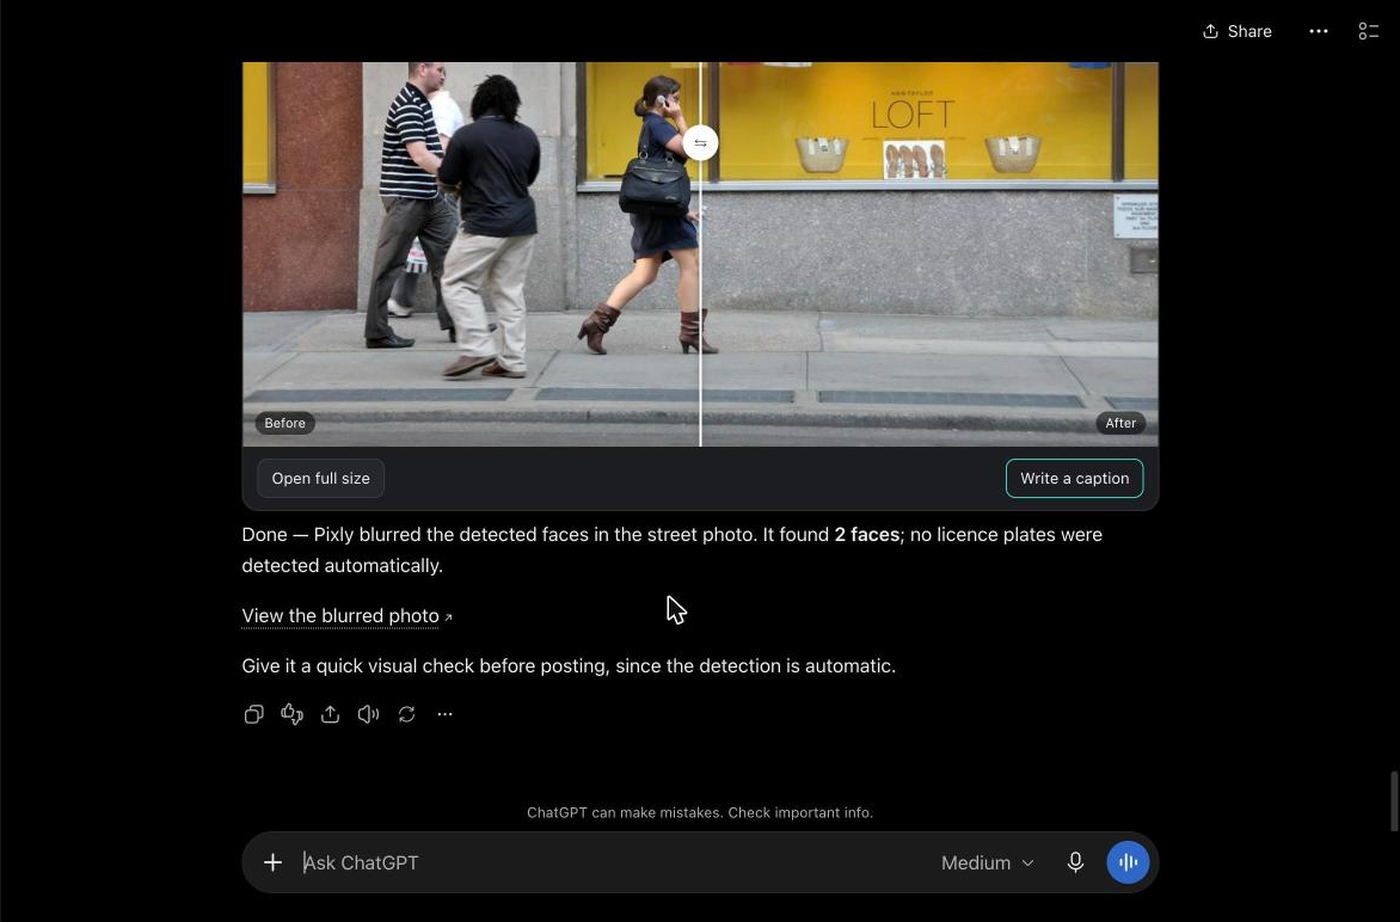 Share
ANN TAYLOR
LOFT
Before
After
Open full size
Write a caption
Done — Pixly blurred the detected faces in the street photo. It found 2 faces; no licence plates were
detected automatically.
View the blurred photo ↗
Give it a quick visual check before posting, since the detection is automatic.
ChatGPT can make mistakes. Check important info.
Ask ChatGPT
Medium